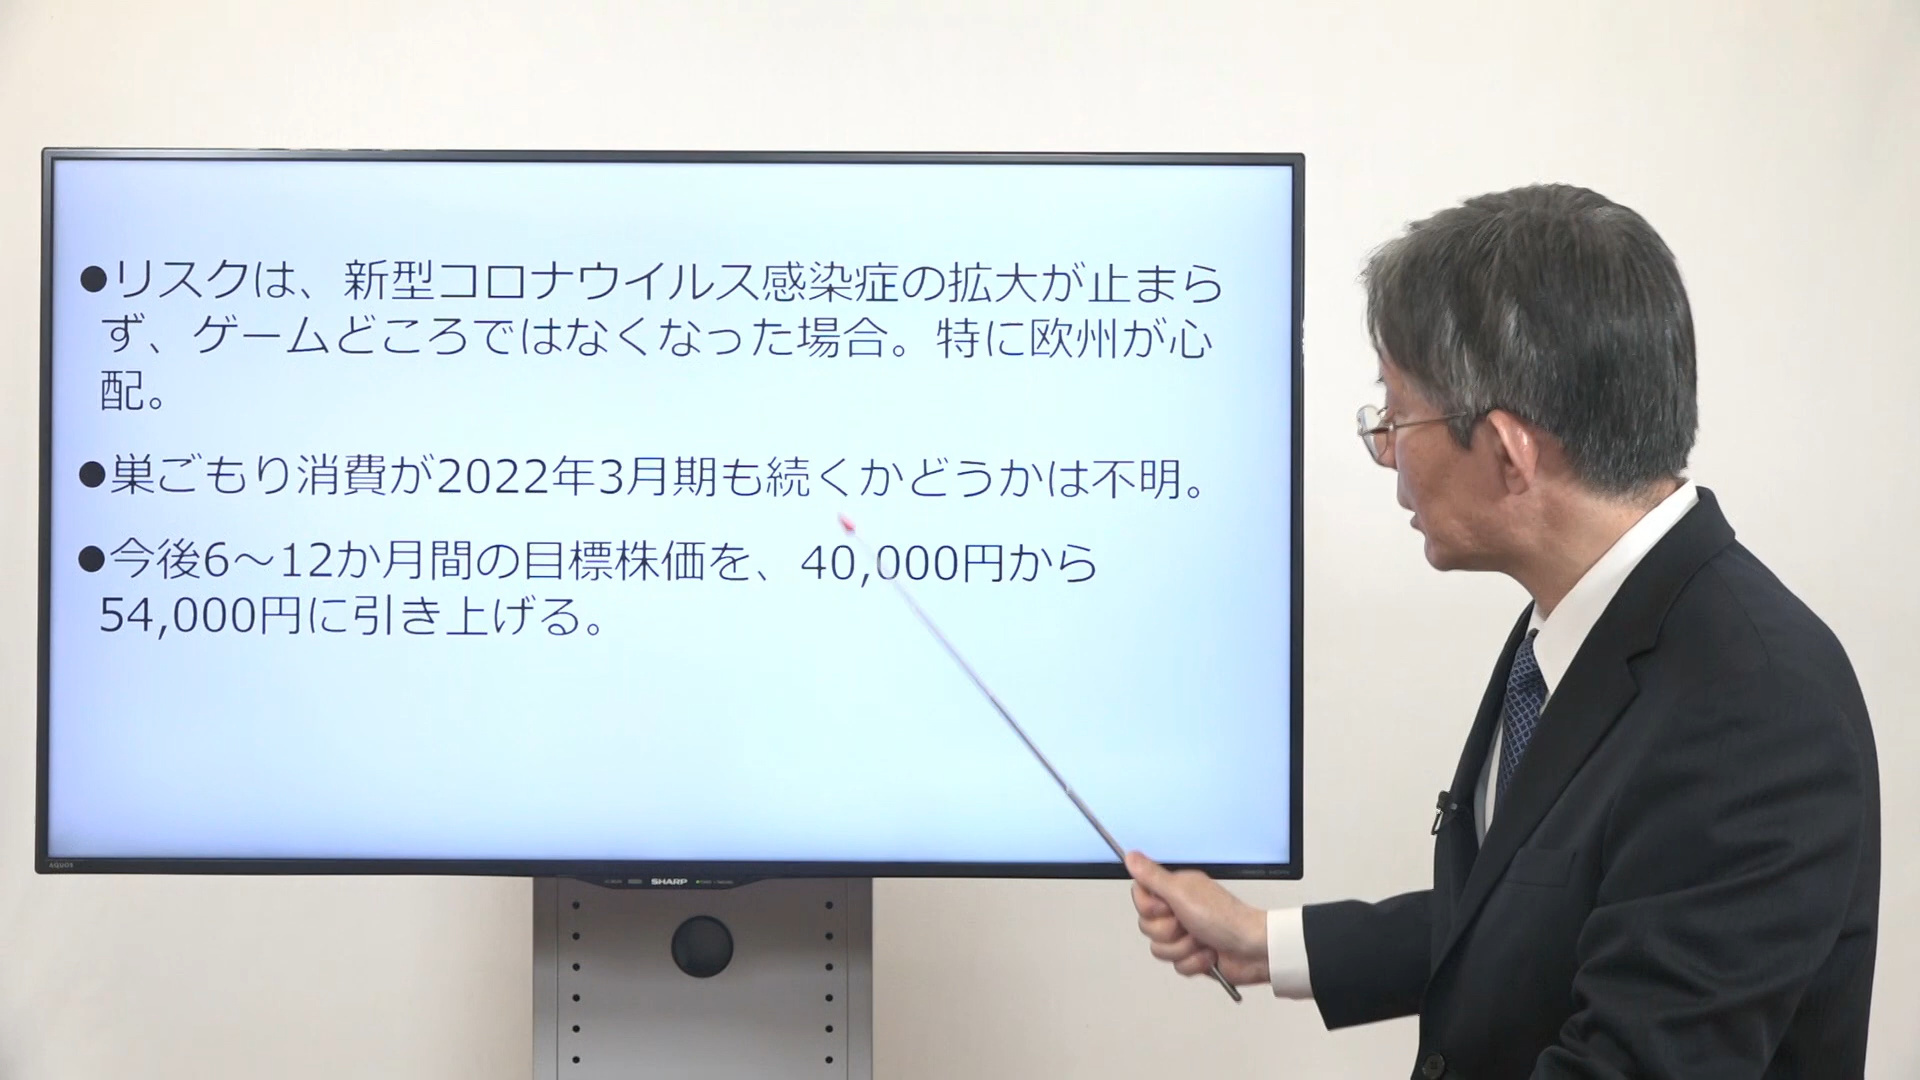 ●リスクは、新型コロナウイルス感染症の拡大が止まら
ず、ゲームどころではなくなった場合。特に欧州が心
配。
●巣ごもり消費が2022年3月期も続くかどうかは不明。
●今後6～12か月間の目標株価を、40,000円から
54,000円に引き上げる。
AQUOS
SHARP